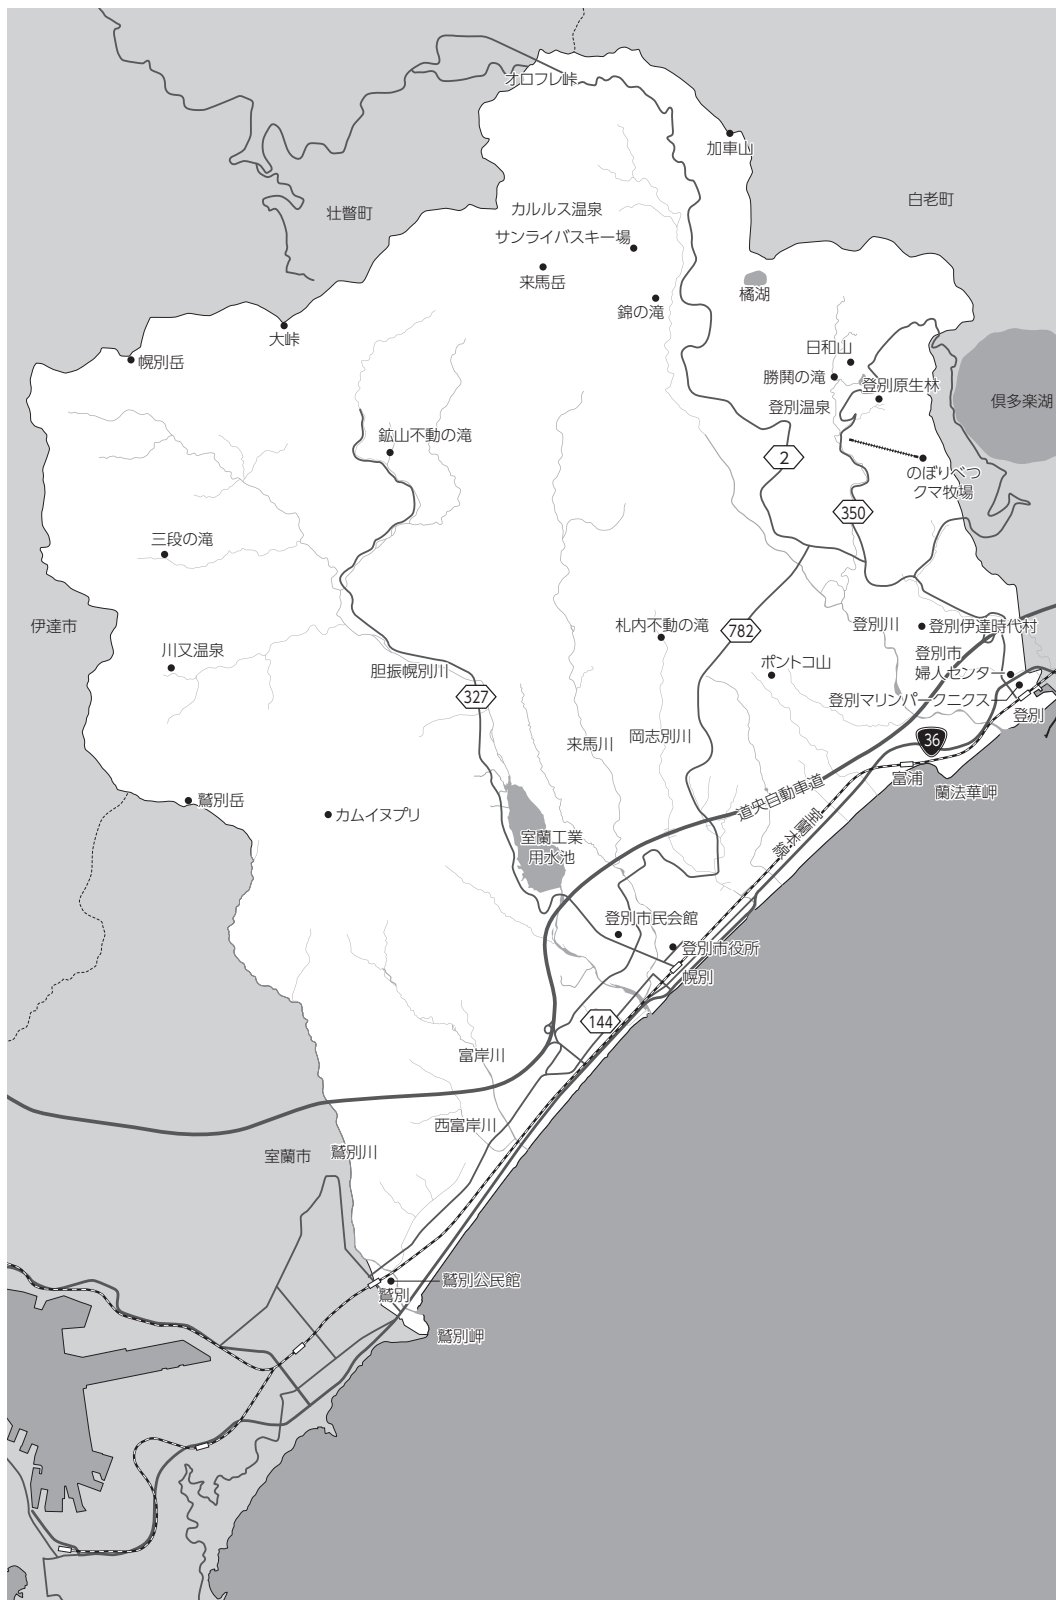 オロフレ峠
加車山
壮瞥町
白老町
カルルス温泉
サンライバスキー場
来馬岳
橘湖
錦の滝
大峠
幌別岳
日和山
勝鬨の滝
登別原生林
倶多楽湖
登別温泉
鉱山不動の滝
2
のぼりべつ
クマ牧場
350
三段の滝
伊達市
札内不動の滝
782
登別川
登別伊達時代村
川又温泉
胆振幌別川
ポントコ山
登別市
婦人センター
327
登別マリンパークニクス
登別
来馬川
岡志別川
36
富浦
蘭法華岬
鷲別岳
カムイヌプリ
道央自動車道
室蘭本線
室蘭工業
用水池
登別市民会館
登別市役所
幌別
144
富岸川
西富岸川
室蘭市
鷲別川
鷲別公民館
鷲別
鷲別岬